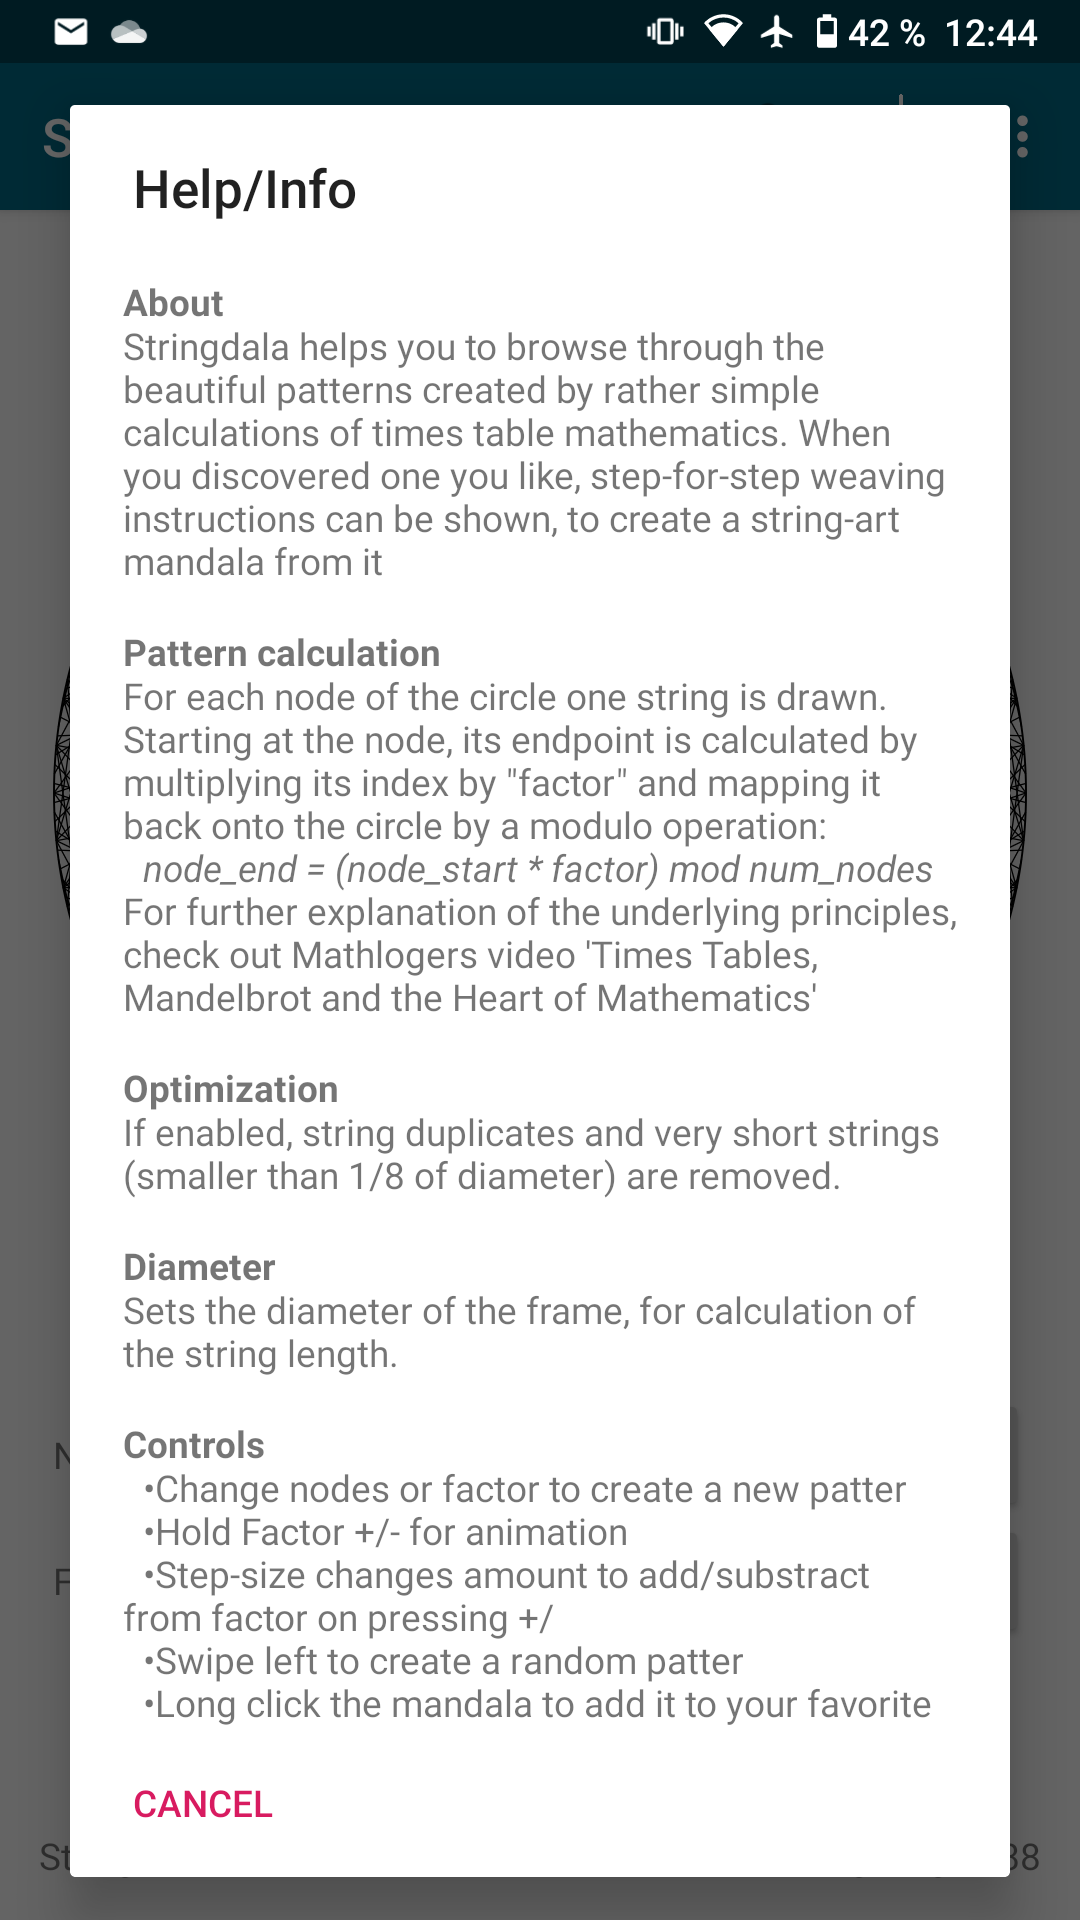 42 % 12:44
S
Help/Info
About
Stringdala helps you to browse through the
beautiful patterns created by rather simple
calculations of times table mathematics. When
you discovered one you like, step-for-step weaving
instructions can be shown, to create a string-art
mandala from it
Pattern calculation
For each node of the circle one string is drawn.
Starting at the node, its endpoint is calculated by
multiplying its index by "factor" and mapping it
back onto the circle by a modulo operation:
node_end = (node_start * factor) mod num_nodes
For further explanation of the underlying principles,
check out Mathlogers video 'Times Tables,
Mandelbrot and the Heart of Mathematics'
Optimization
If enabled, string duplicates and very short strings
(smaller than 1/8 of diameter) are removed.
Diameter
Sets the diameter of the frame, for calculation of
the string length.
Controls
•Change nodes or factor to create a new patter
•Hold Factor +/- for animation
•Step-size changes amount to add/substract
from factor on pressing +/
•Swipe left to create a random patter
•Long click the mandala to add it to your favorite
CANCEL